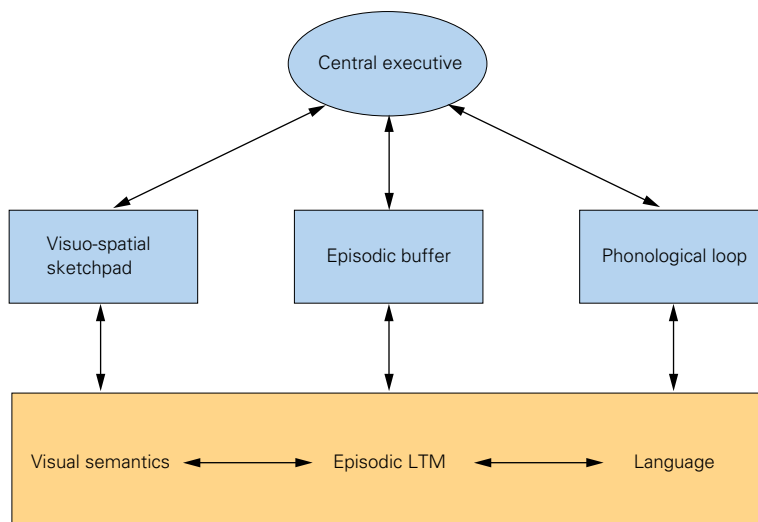 Central executive
Visuo-spatial
sketchpad
Episodic buffer
Phonological loop
Visual semantics
Episodic LTM
Language